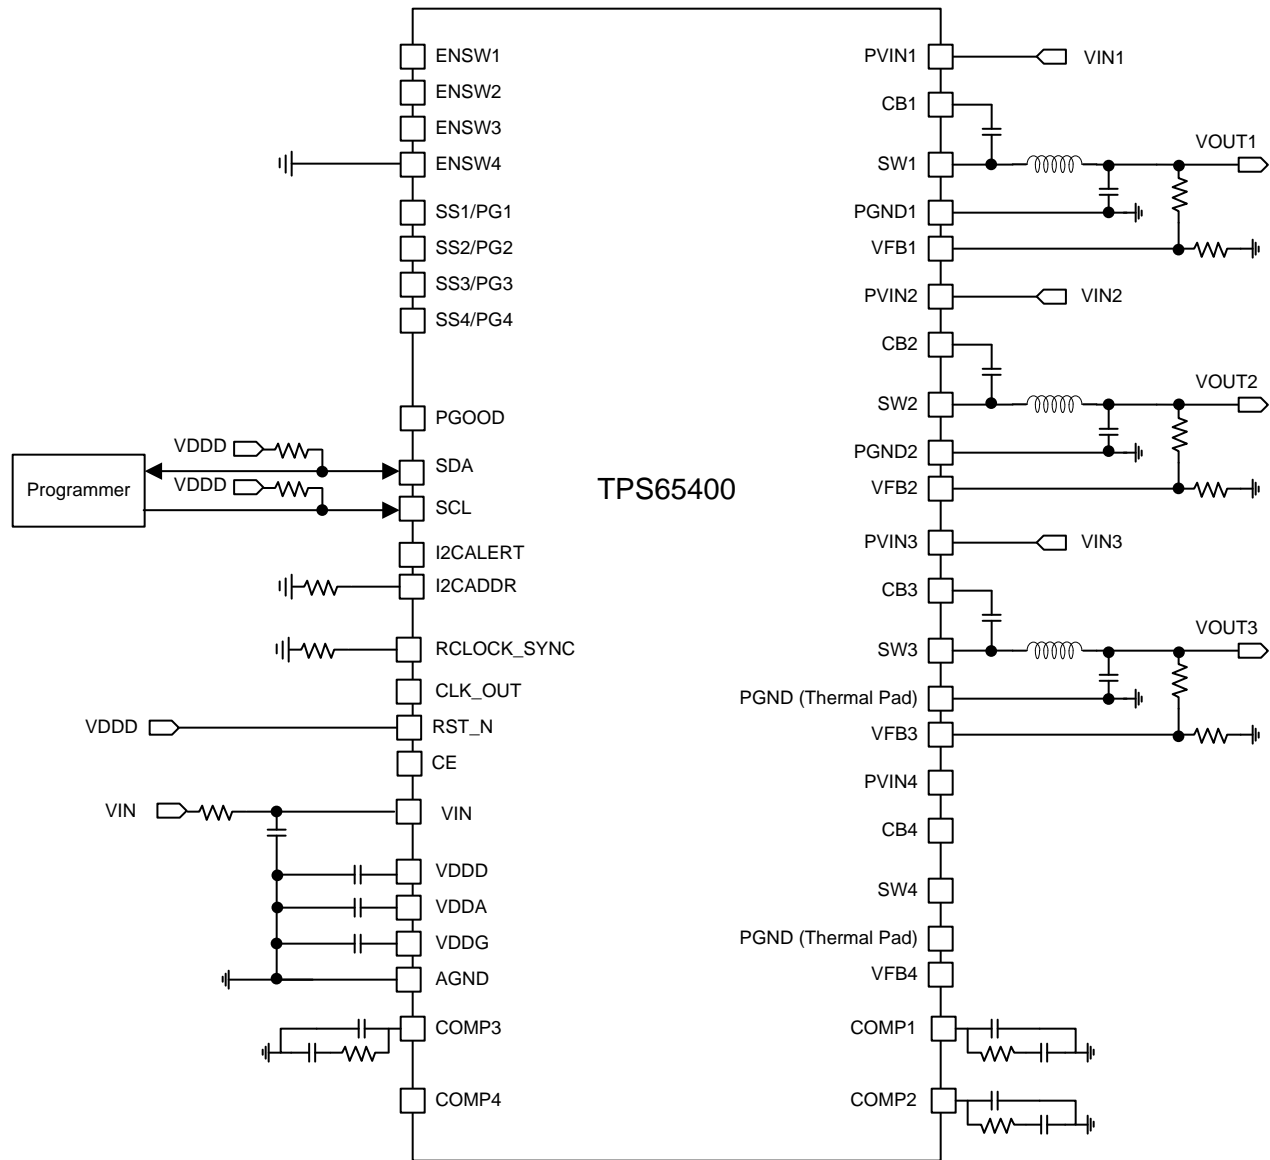 ENSW1
ENSW2
ENSW3
ENSW4
SS1/PG1
SS2/PG2
SS3/PG3
SS4/PG4
PGOOD
VDDD
SDA
Programmer
VDDD
SCL
I2CALERT
I2CADDR
RCLOCK_SYNC
CLK_OUT
VDDD
RST_N
CE
VIN
VIN
VDDD
VDDA
VDDG
AGND
COMP3
COMP4
TPS65400
PVIN1
VIN1
CB1
VOUT1
SW1
PGND1
VFB1
PVIN2
VIN2
CB2
VOUT2
SW2
PGND2
VFB2
PVIN3
VIN3
CB3
VOUT3
SW3
PGND (Thermal Pad)
VFB3
PVIN4
CB4
SW4
PGND (Thermal Pad)
VFB4
COMP1
COMP2